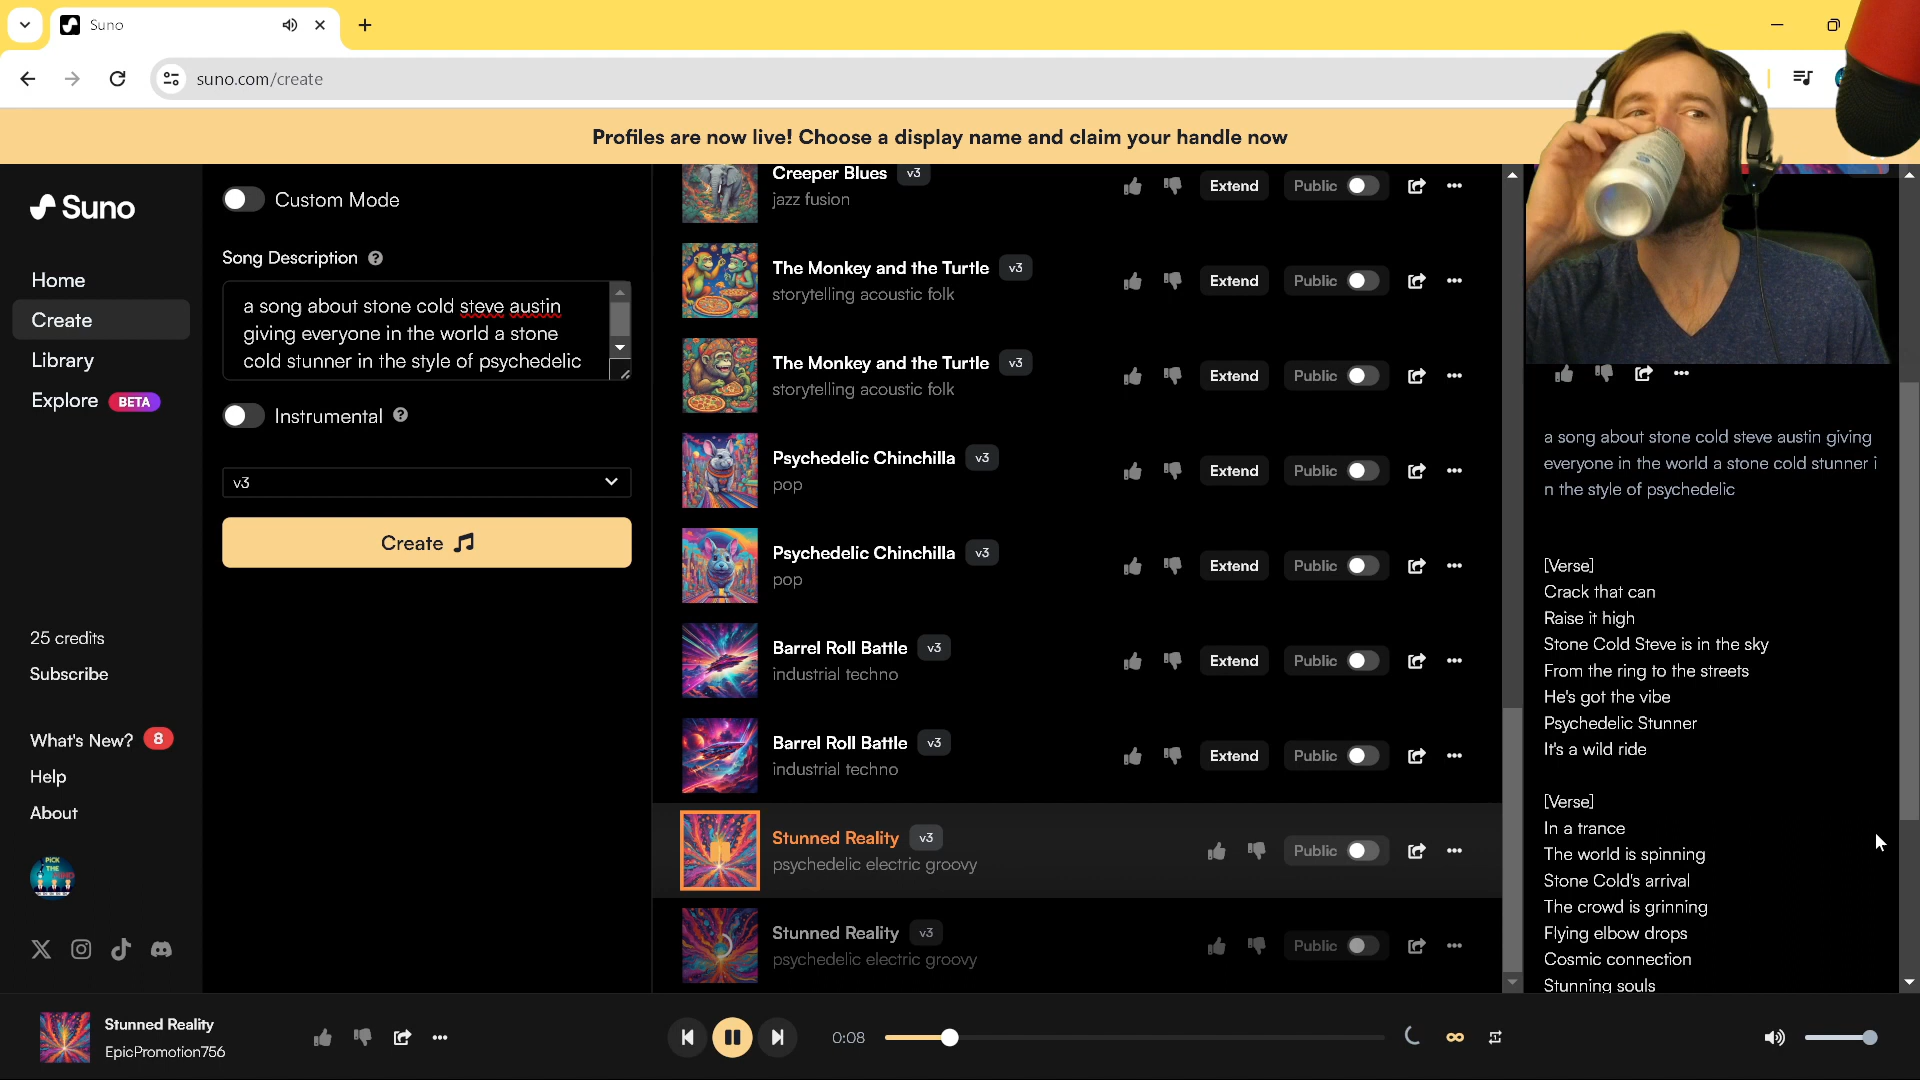 Suno
suno.com/create
Profiles are now live! Choose a display name and claim your handle now
Suno
Home
Create
Library
Explore BETA
25 credits
Subscribe
What's New? 8
Help
About
Custom Mode
Song Description
a song about stone cold steve austin
giving everyone in the world a stone
cold stunner in the style of psychedelic
Instrumental
v3
Create
Creeper Blues v3
jazz fusion
Extend Public
The Monkey and the Turtle v3
storytelling acoustic folk
Extend Public
The Monkey and the Turtle v3
storytelling acoustic folk
Extend Public
Psychedelic Chinchilla v3
pop
Extend Public
Psychedelic Chinchilla v3
pop
Extend Public
Barrel Roll Battle v3
industrial techno
Extend Public
Barrel Roll Battle v3
industrial techno
Extend Public
Stunned Reality v3
psychedelic electric groovy
Public
Stunned Reality v3
psychedelic electric groovy
Public
a song about stone cold steve austin giving
everyone in the world a stone cold stunner i
n the style of psychedelic
[Verse]
Crack that can
Raise it high
Stone Cold Steve is in the sky
From the ring to the streets
He's got the vibe
Psychedelic Stunner
It's a wild ride
[Verse]
In a trance
The world is spinning
Stone Cold's arrival
The crowd is grinning
Flying elbow drops
Cosmic connection
Stunning souls
Stunned Reality
EpicPromotion756
0:08